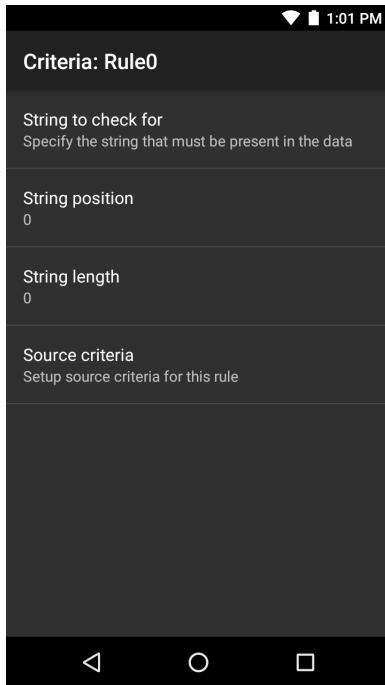 1:01 PM
Criteria: Rule0
String to check for
Specify the string that must be present in the data
String position
0
String length
0
Source criteria
Setup source criteria for this rule